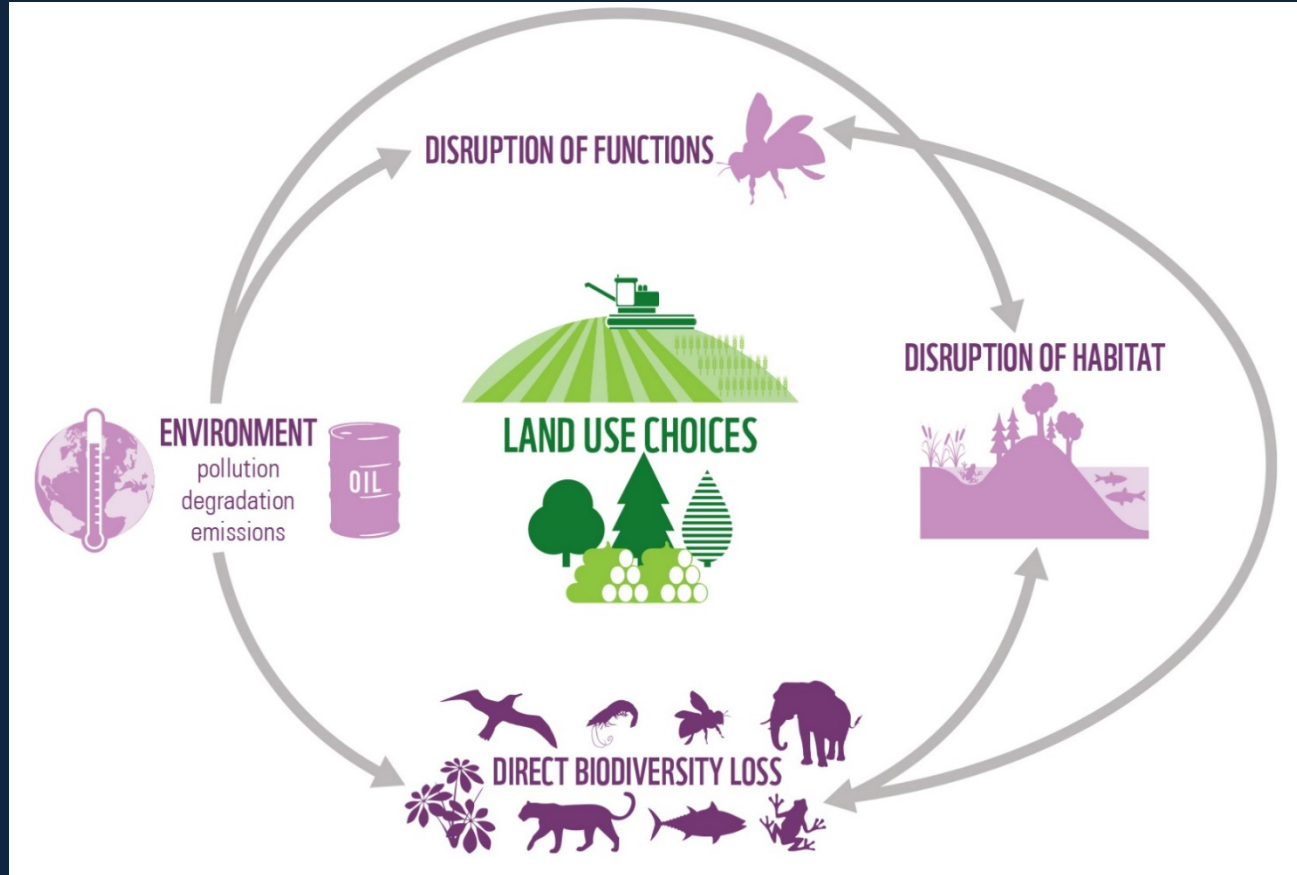 DISRUPTION OF FUNCTIONS
DISRUPTION OF HABITAT
ENVIRONMENT
pollution
degradation
emissions
OIL
LAND USE CHOICES
DIRECT BIODIVERSITY LOSS